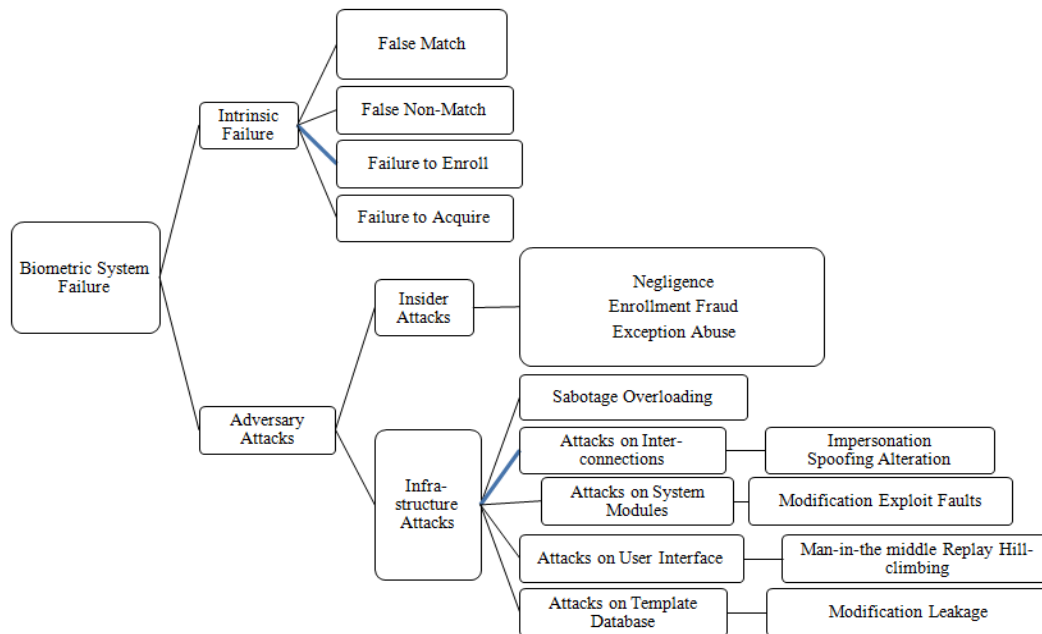 False Match
Intrinsic
Failure
False Non-Match
Failure to Enroll
Failure to Acquire
Biometric System
Failure
Insider
Attacks
Negligence
Enrollment Fraud
Exception Abuse
Adversary
Attacks
Infra-
structure
Attacks
Sabotage Overloading
Attacks on Inter-
connections
Impersonation
Spoofing Alteration
Attacks on System
Modules
Modification Exploit Faults
Attacks on User Interface
Man-in-the middle Replay Hill-
climbing
Attacks on Template
Database
Modification Leakage